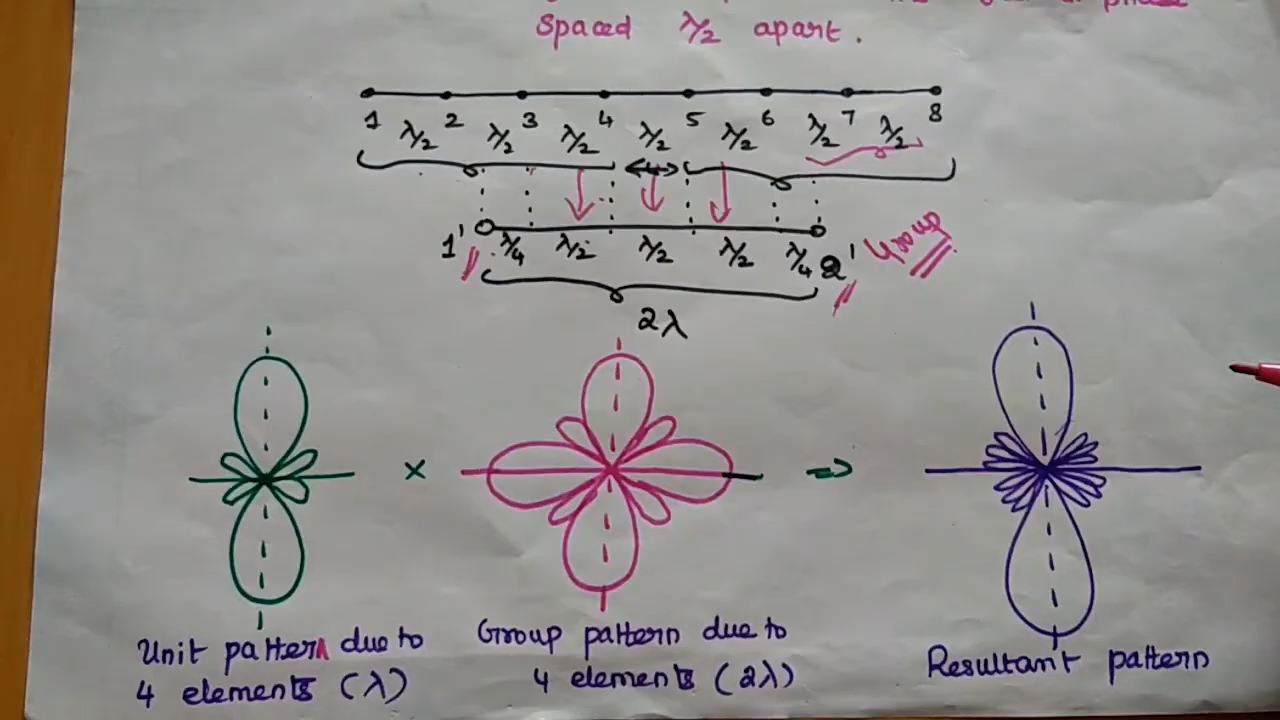 phase
Spaced λ/2 apart.
1 2 3 4 5 6 7 8
λ/2 λ/2 λ/2 λ/2 λ/2 λ/2 λ/2
1' λ/4 λ/2 λ/2 λ/2 λ/4 2' Group
2λ
× ⇒
Unit pattern due to
4 elements (λ)
Group pattern due to
4 elements (2λ)
Resultant pattern